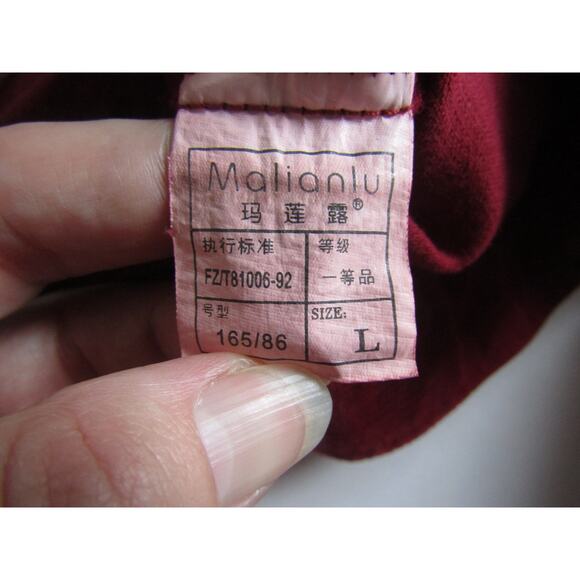 Malianlu
玛莲露®
执行标准 等级
FZ/T81006-92 一等品
号型 SIZE:
165/86 L